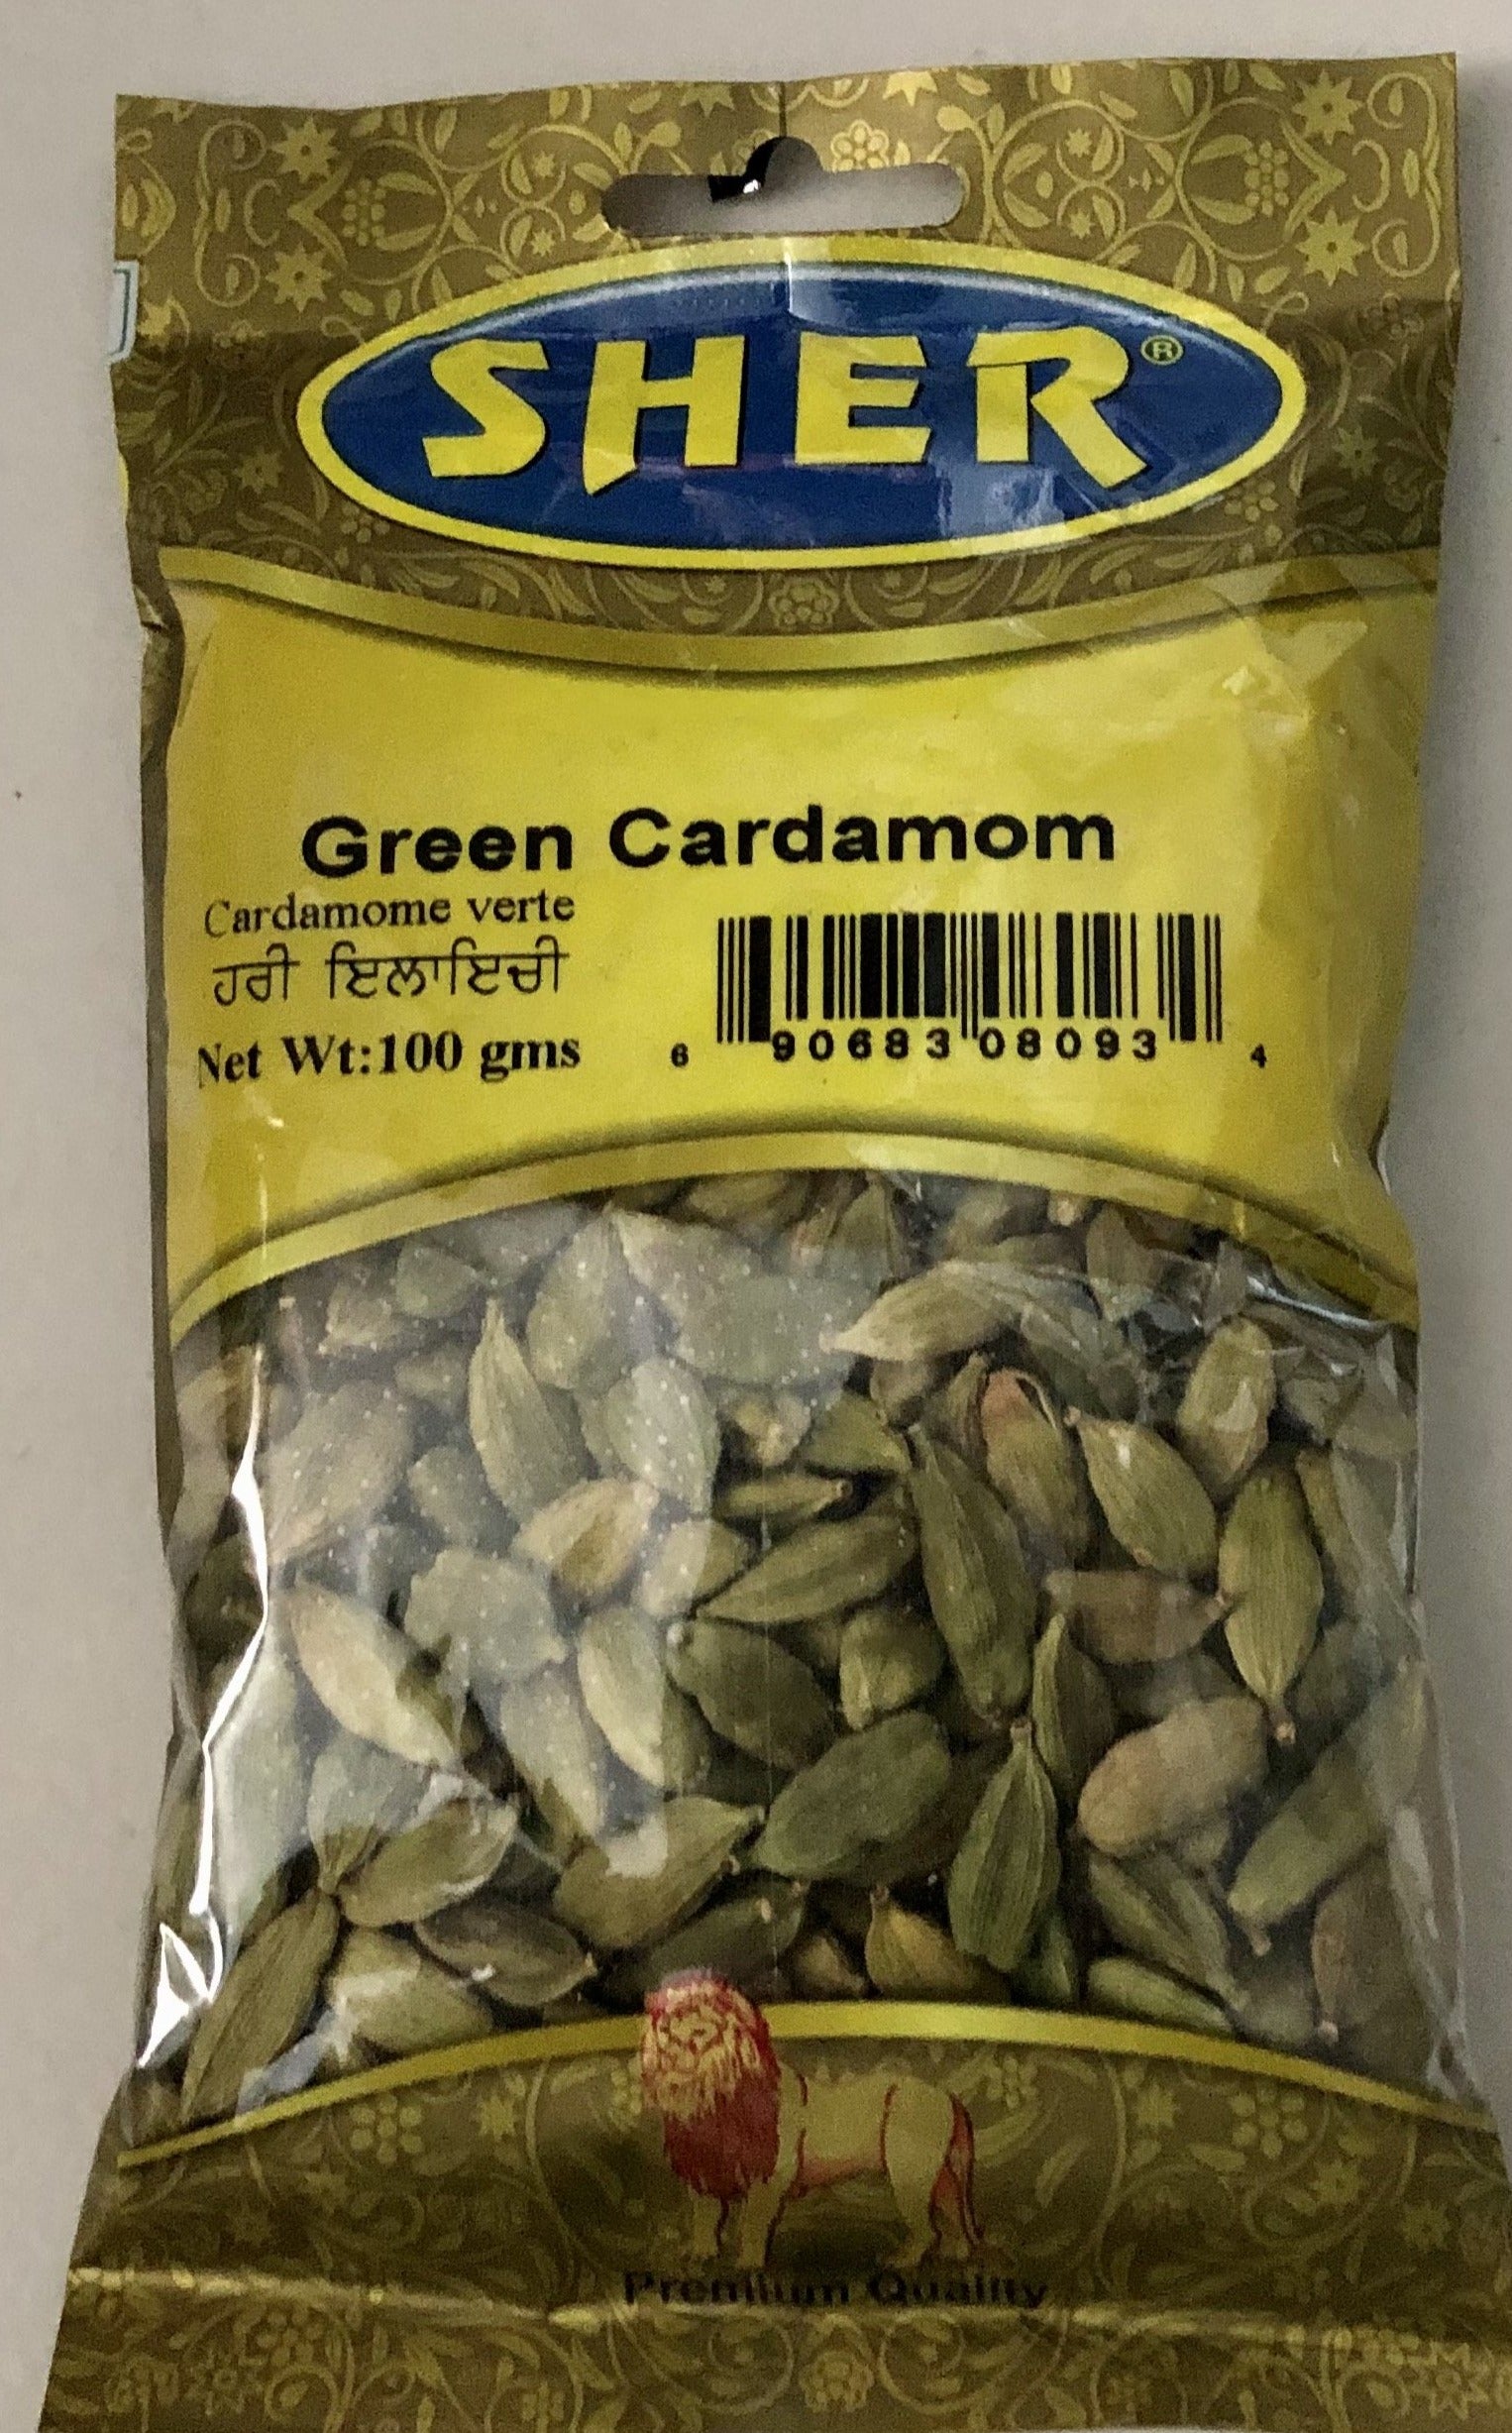 SHER®
Green Cardamom
Cardamome verte
ਹਰੀ ਇਲਾਇਚੀ
Net Wt:100 gms
6 90683 08093 4
Premium Quality